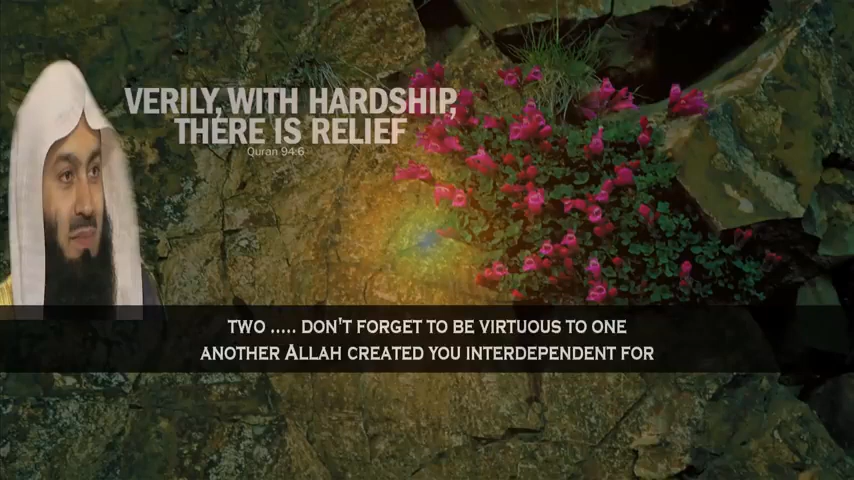 VERILY, WITH HARDSHIP,
THERE IS RELIEF
Quran 94:6
TWO ..... DON'T FORGET TO BE VIRTUOUS TO ONE
ANOTHER ALLAH CREATED YOU INTERDEPENDENT FOR